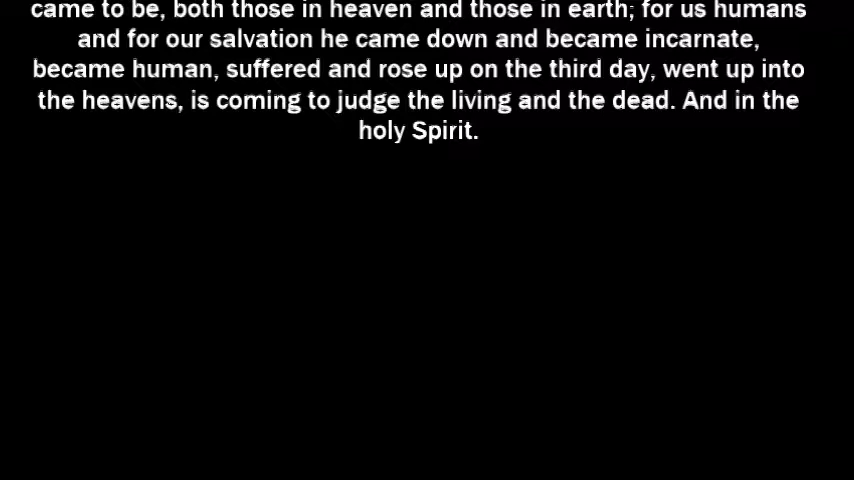 came to be, both those in heaven and those in earth; for us humans
and for our salvation he came down and became incarnate,
became human, suffered and rose up on the third day, went up into
the heavens, is coming to judge the living and the dead. And in the
holy Spirit.